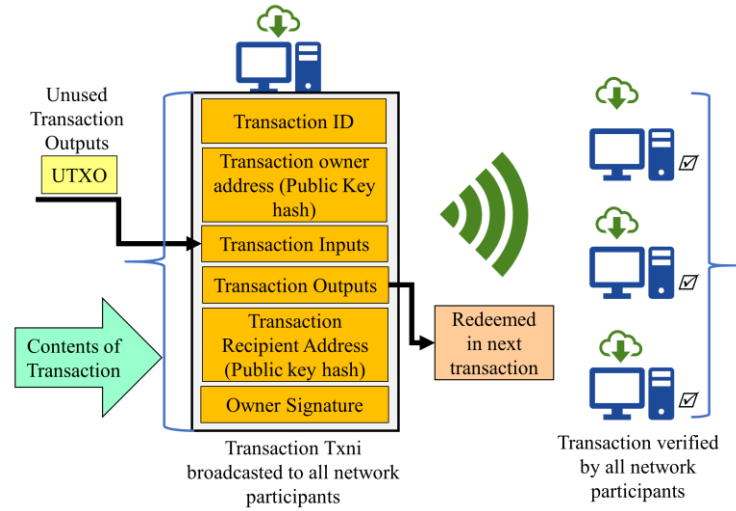 Unused
Transaction
Outputs
UTXO
Contents of
Transaction
Transaction ID
Transaction owner
address (Public Key
hash)
Transaction Inputs
Transaction Outputs
Transaction
Recipient Address
(Public key hash)
Owner Signature
Transaction Txni
broadcasted to all network
participants
Redeemed
in next
transaction
Transaction verified
by all network
participants